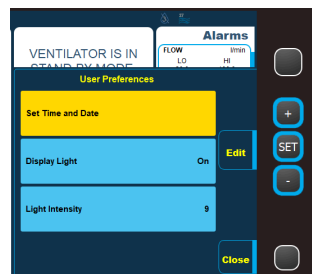 Alarms
VENTILATOR IS IN
STAND BY MODE
FLOW l/min
LO HI
User Preferences
Set Time and Date
Display Light On
Light Intensity 9
Edit
Close
+
SET
-